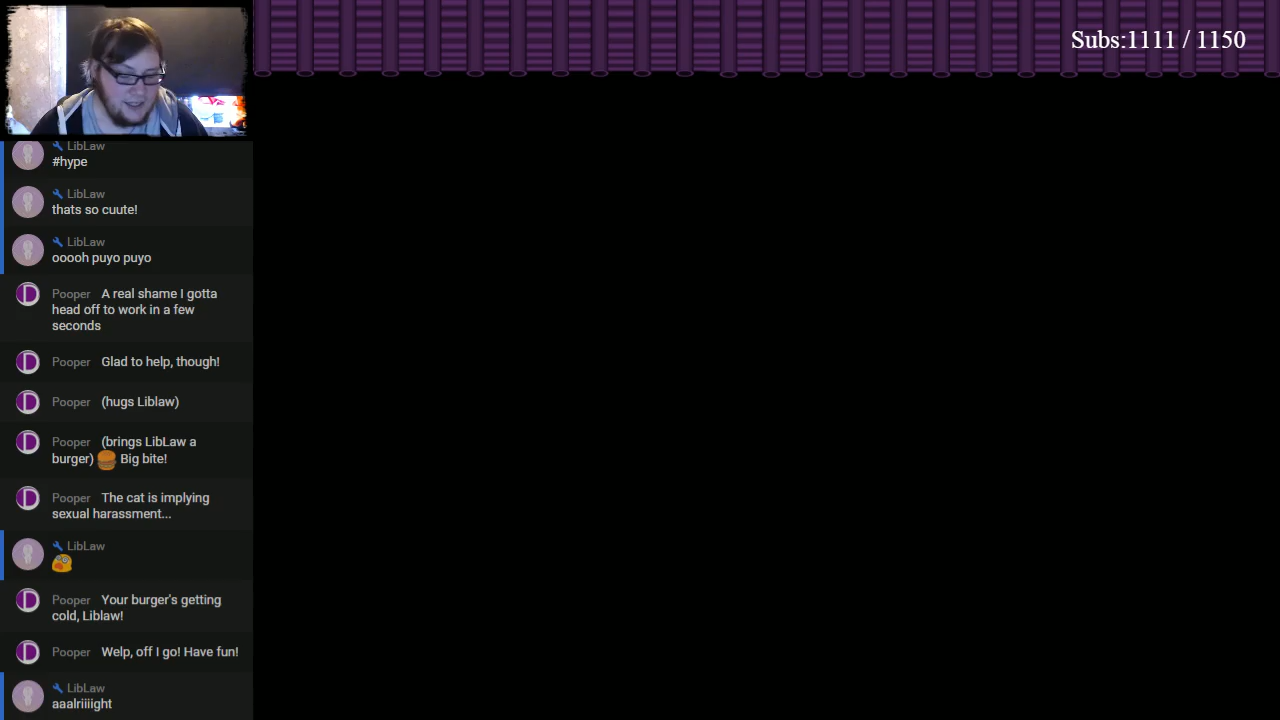 Subs:1111 / 1150
LibLaw
#hype
LibLaw
thats so cuute!
LibLaw
ooooh puyo puyo
Pooper A real shame I gotta
head off to work in a few
seconds
Pooper Glad to help, though!
Pooper (hugs Liblaw)
Pooper (brings LibLaw a
burger) 🍔 Big bite!
Pooper The cat is implying
sexual harassment...
LibLaw
Pooper Your burger's getting
cold, Liblaw!
Pooper Welp, off I go! Have fun!
LibLaw
aaalriiiight